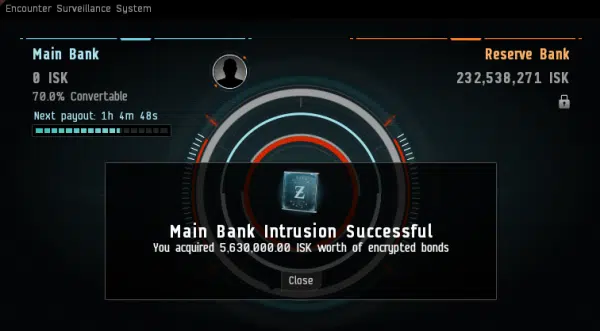 Encounter Surveillance System
Main Bank
0 ISK
70.0% Convertable
Next payout: 1h 4m 48s
Reserve Bank
232,538,271 ISK
Z
Main Bank Intrusion Successful
You acquired 5,630,000.00 ISK worth of encrypted bonds
Close